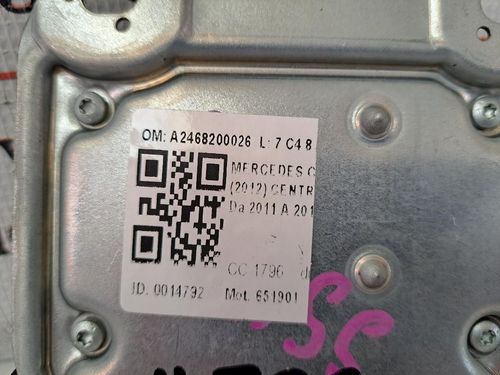 OM: A2468200026 L: 7 C4 8
MERCEDES C
(2012) CENTR
Da 2011 A 201
CC 1796 d
ID. 0014792 Mot. 651901